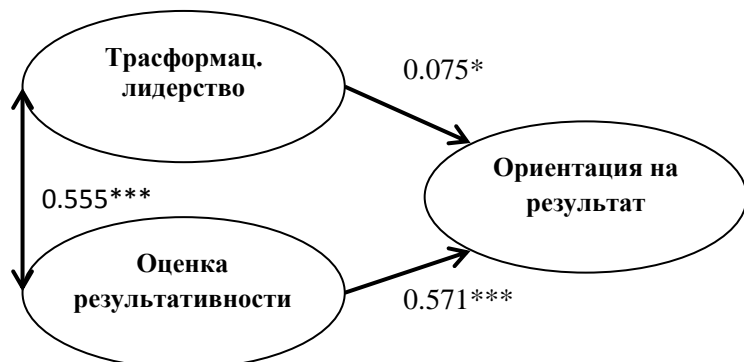 Трасформац.
лидерство
0.075*
Ориентация на
результат
0.555***
Оценка
результативности
0.571***